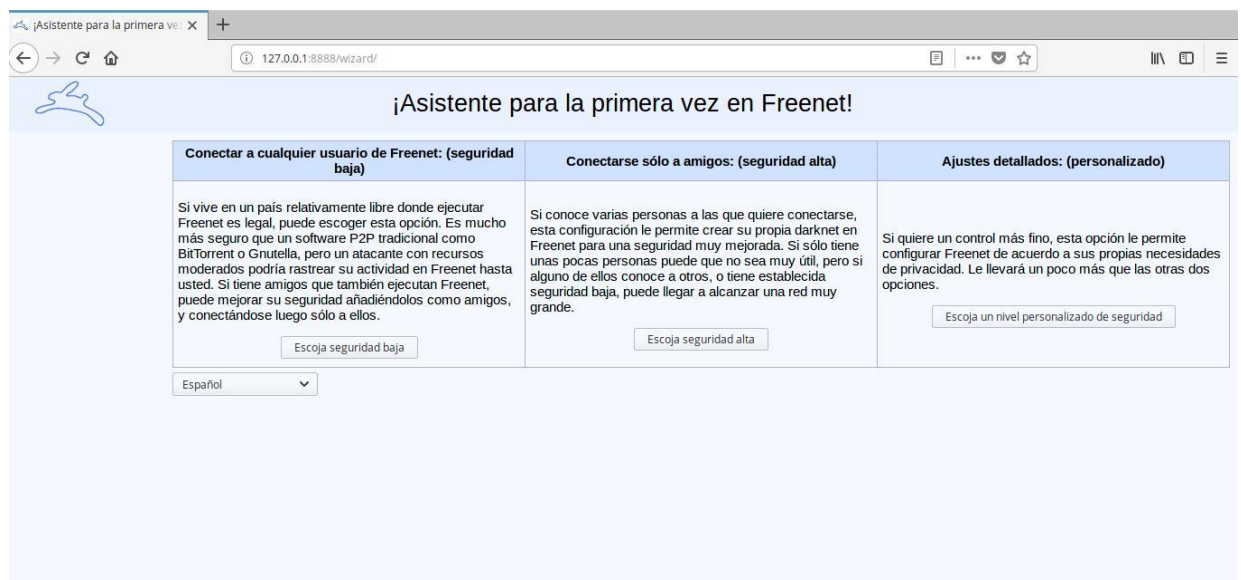 ¡Asistente para la primera ve
127.0.0.1:8888/wizard/
¡Asistente para la primera vez en Freenet!
Conectar a cualquier usuario de Freenet: (seguridad
baja)
Si vive en un país relativamente libre donde ejecutar
Freenet es legal, puede escoger esta opción. Es mucho
más seguro que un software P2P tradicional como
BitTorrent o Gnutella, pero un atacante con recursos
moderados podría rastrear su actividad en Freenet hasta
usted. Si tiene amigos que también ejecutan Freenet,
puede mejorar su seguridad añadiéndolos como amigos,
y conectándose luego sólo a ellos.
Escoja seguridad baja
Conectarse sólo a amigos: (seguridad alta)
Si conoce varias personas a las que quiere conectarse,
esta configuración le permite crear su propia darknet en
Freenet para una seguridad muy mejorada. Si sólo tiene
unas pocas personas puede que no sea muy útil, pero si
alguno de ellos conoce a otros, o tiene establecida
seguridad baja, puede llegar a alcanzar una red muy
grande.
Escoja seguridad alta
Ajustes detallados: (personalizado)
Si quiere un control más fino, esta opción le permite
configurar Freenet de acuerdo a sus propias necesidades
de privacidad. Le llevará un poco más que las otras dos
opciones.
Escoja un nivel personalizado de seguridad
Español